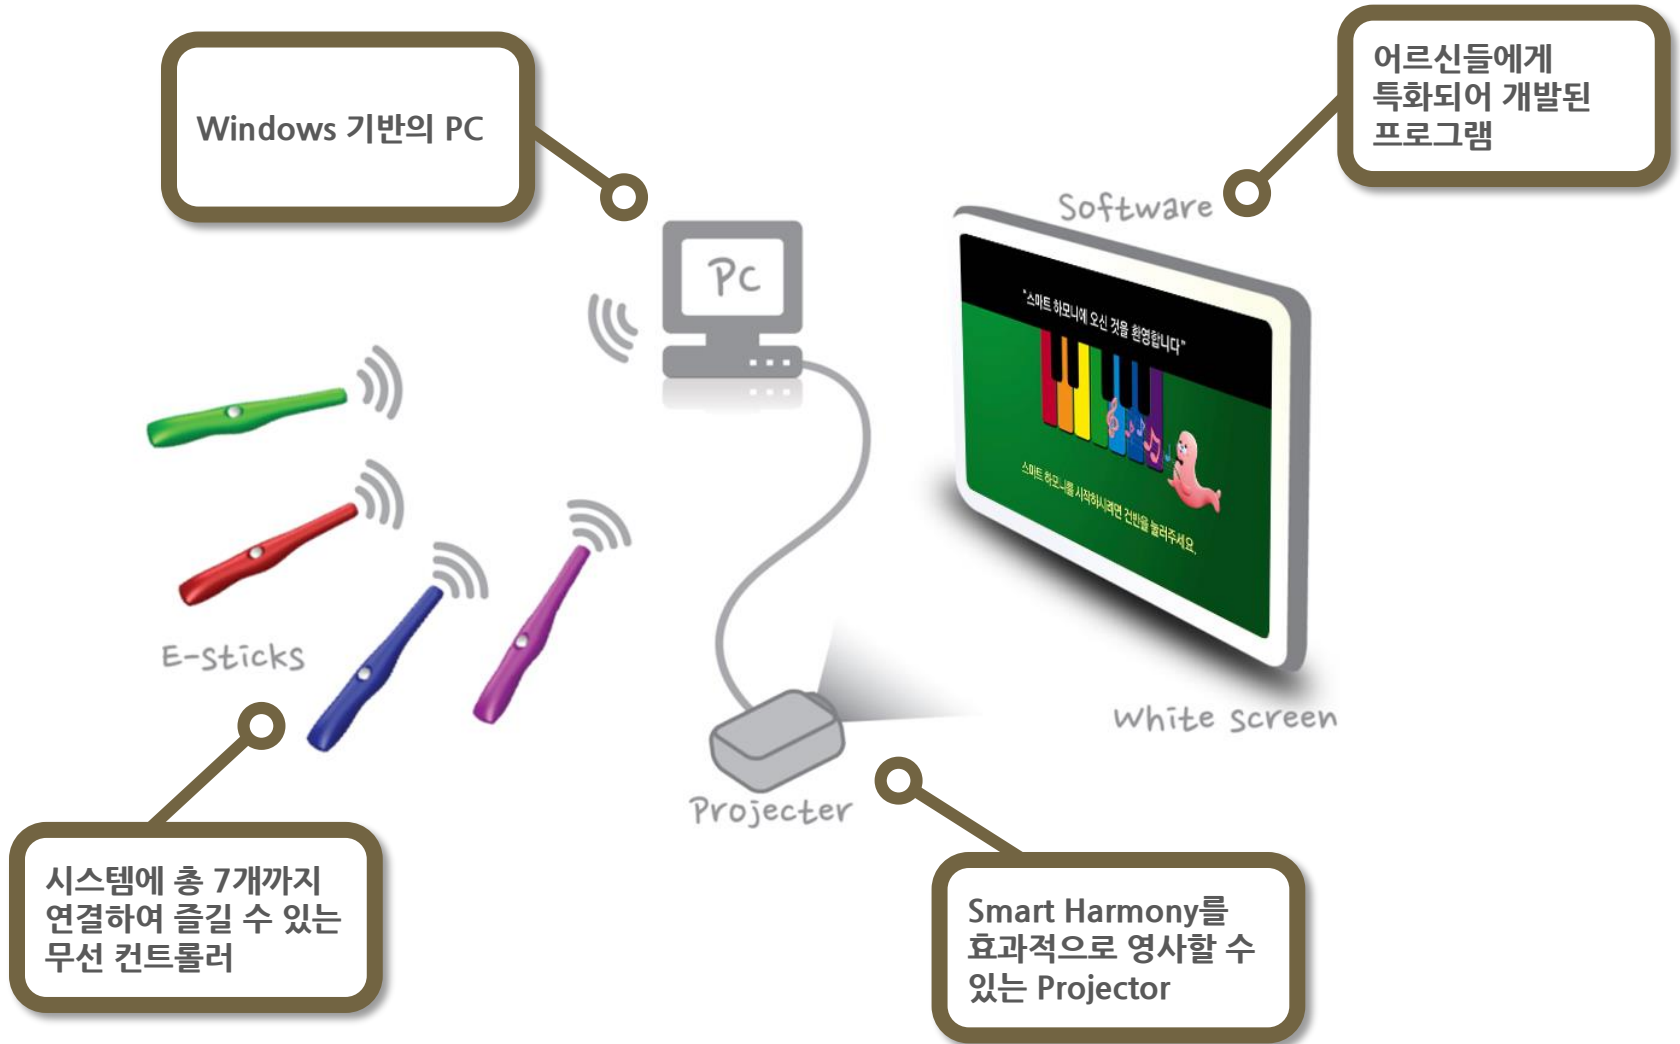 Windows 기반의 PC
어르신들에게
특화되어 개발된
프로그램
Software
PC
"스마트 하모니에 오신 것을 환영합니다"
스마트 하모니를 시작하시려면 건반을 눌러주세요.
E-sticks
White screen
Projecter
시스템에 총 7개까지
연결하여 즐길 수 있는
무선 컨트롤러
Smart Harmony를
효과적으로 영사할 수
있는 Projector